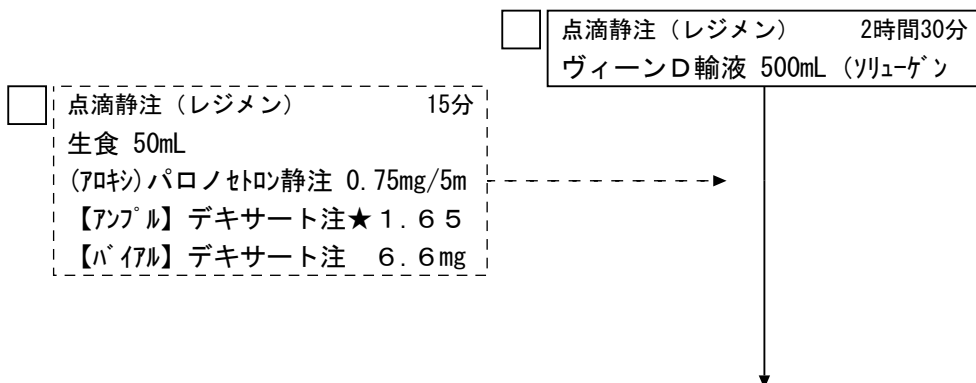 点滴静注（レジメン） 2時間30分
ヴィーンＤ輸液 500mL（ｿﾘｭｰｹﾞﾝ
点滴静注（レジメン） 15分
生食 50mL
(ｱﾛｷｼ)パロノｾﾄﾛﾝ静注 0.75mg/5m
【ｱﾝﾌﾟﾙ】デキサート注★１.６５
【ﾊﾞｲｱﾙ】デキサート注　６.６mg